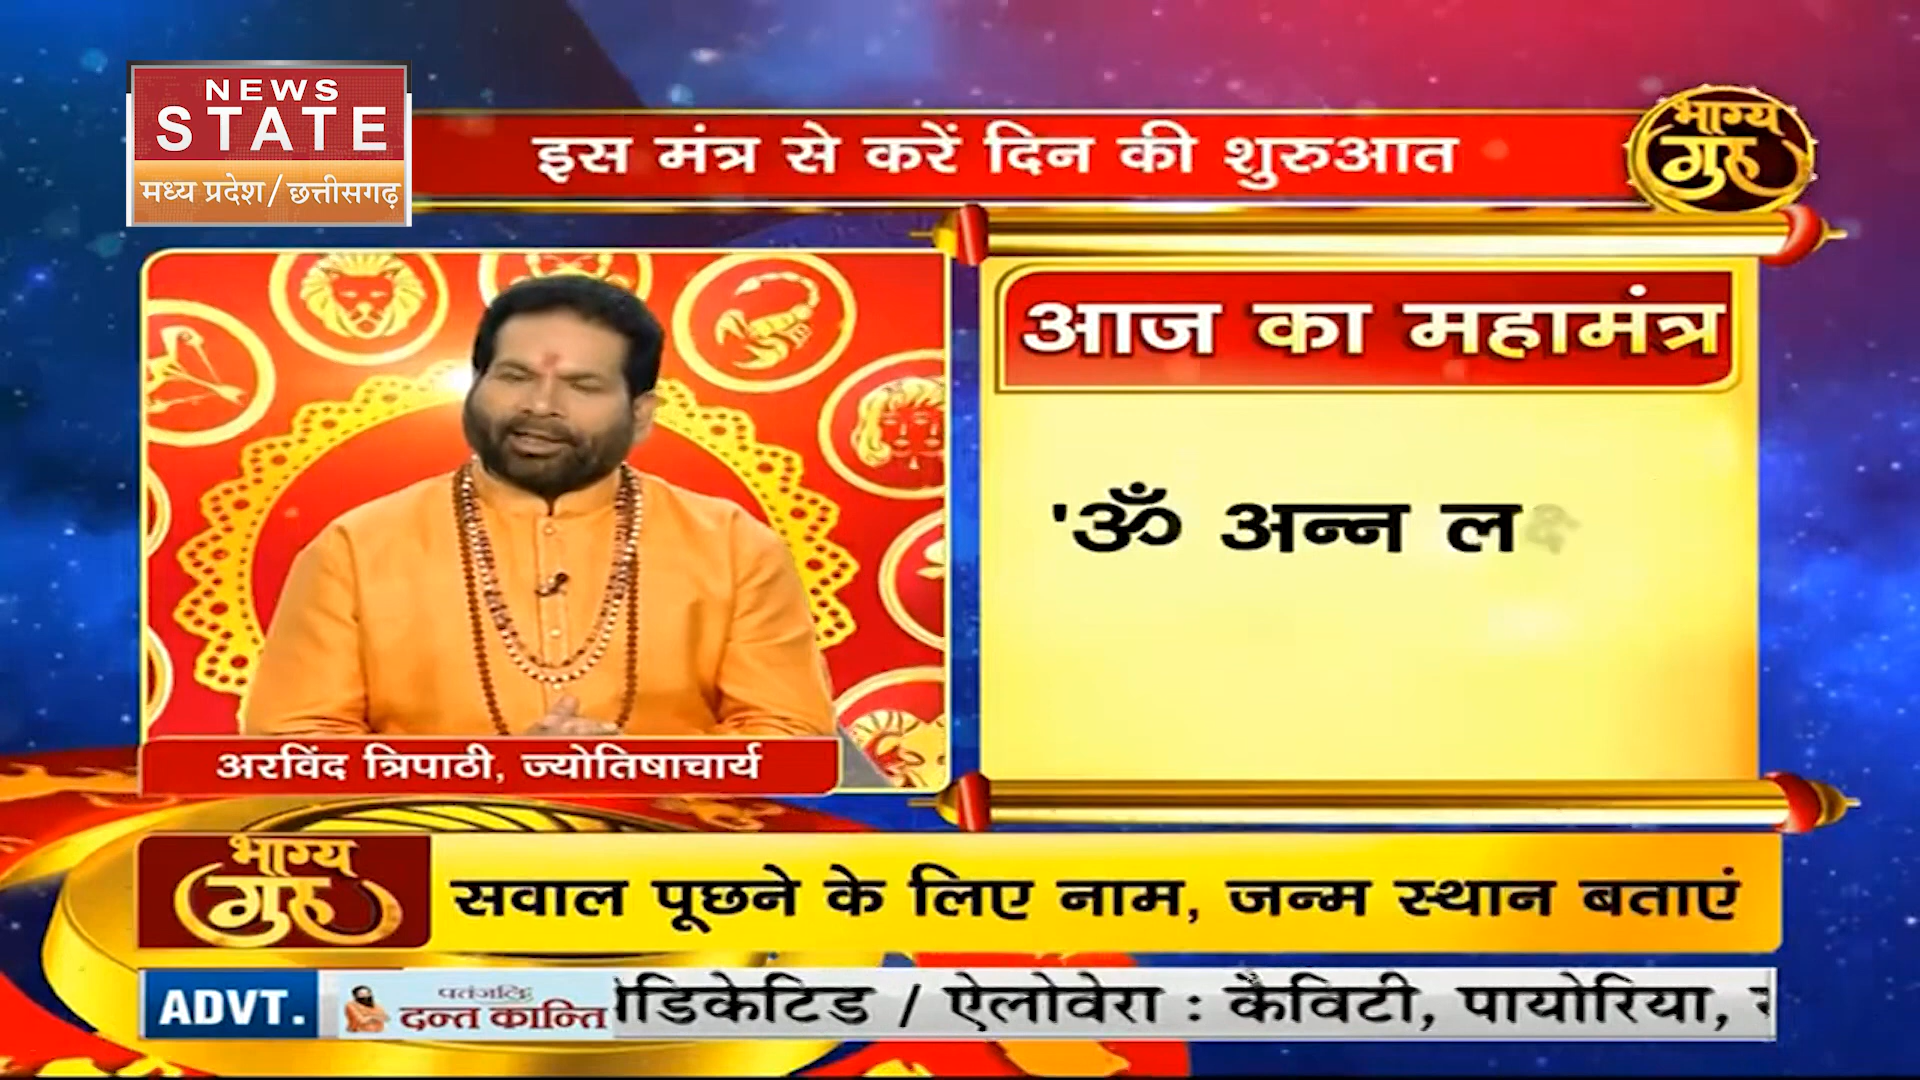 NEWS
STATE
मध्य प्रदेश/छत्तीसगढ़
इस मंत्र से करें दिन की शुरुआत
भाग्य
गुरु
आज का महामंत्र
'ॐ अन्न ल
अरविंद त्रिपाठी, ज्योतिषाचार्य
भाग्य
गुरु
सवाल पूछने के लिए नाम, जन्म स्थान बताएं
ADVT.
पतंजलि
दन्त कान्ति
ेडिकेटिड / ऐलोवेरा : कैविटी, पायोरिया,